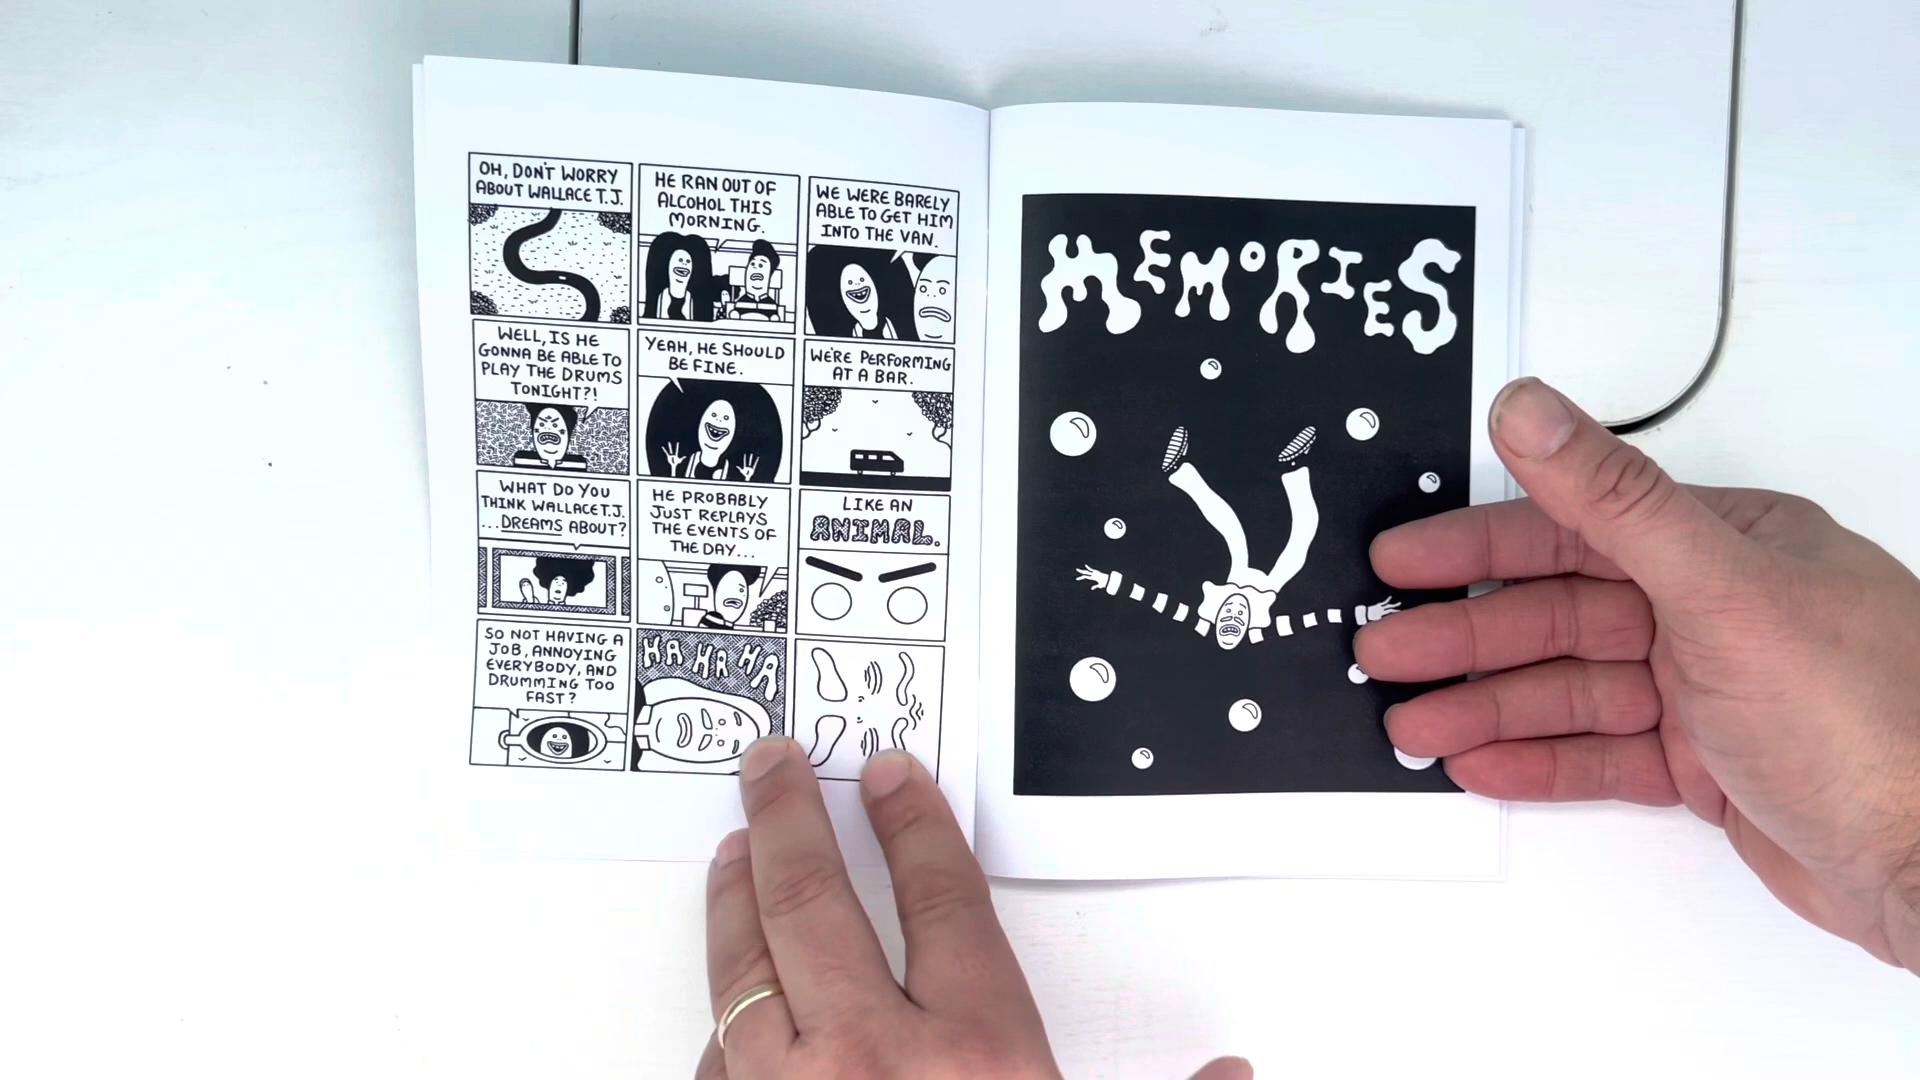 OH, DON'T WORRY
ABOUT WALLACE T.J.
HE RAN OUT OF
ALCOHOL THIS
MORNING.
WE WERE BARELY
ABLE TO GET HIM
INTO THE VAN.
WELL, IS HE
GONNA BE ABLE TO
PLAY THE DRUMS
TONIGHT?!
YEAH, HE SHOULD
BE FINE.
WE'RE PERFORMING
AT A BAR.
WHAT DO YOU
THINK WALLACE T.J.
...DREAMS ABOUT?
HE PROBABLY
JUST REPLAYS
THE EVENTS OF
THE DAY...
LIKE AN
ANIMAL.
SO NOT HAVING A
JOB, ANNOYING
EVERYBODY, AND
DRUMMING TOO
FAST?
HA HA HA
MEMORIES